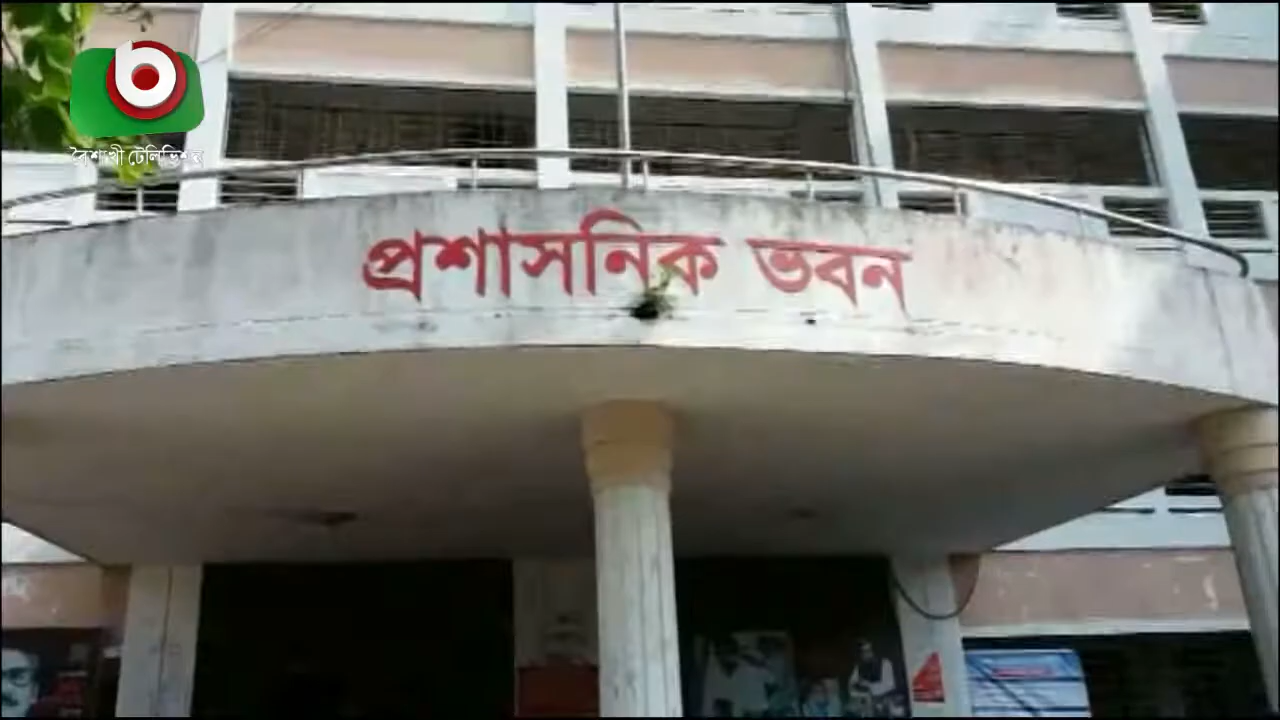 বৈশাখী টেলিভিশন
প্রশাসনিক ভবন